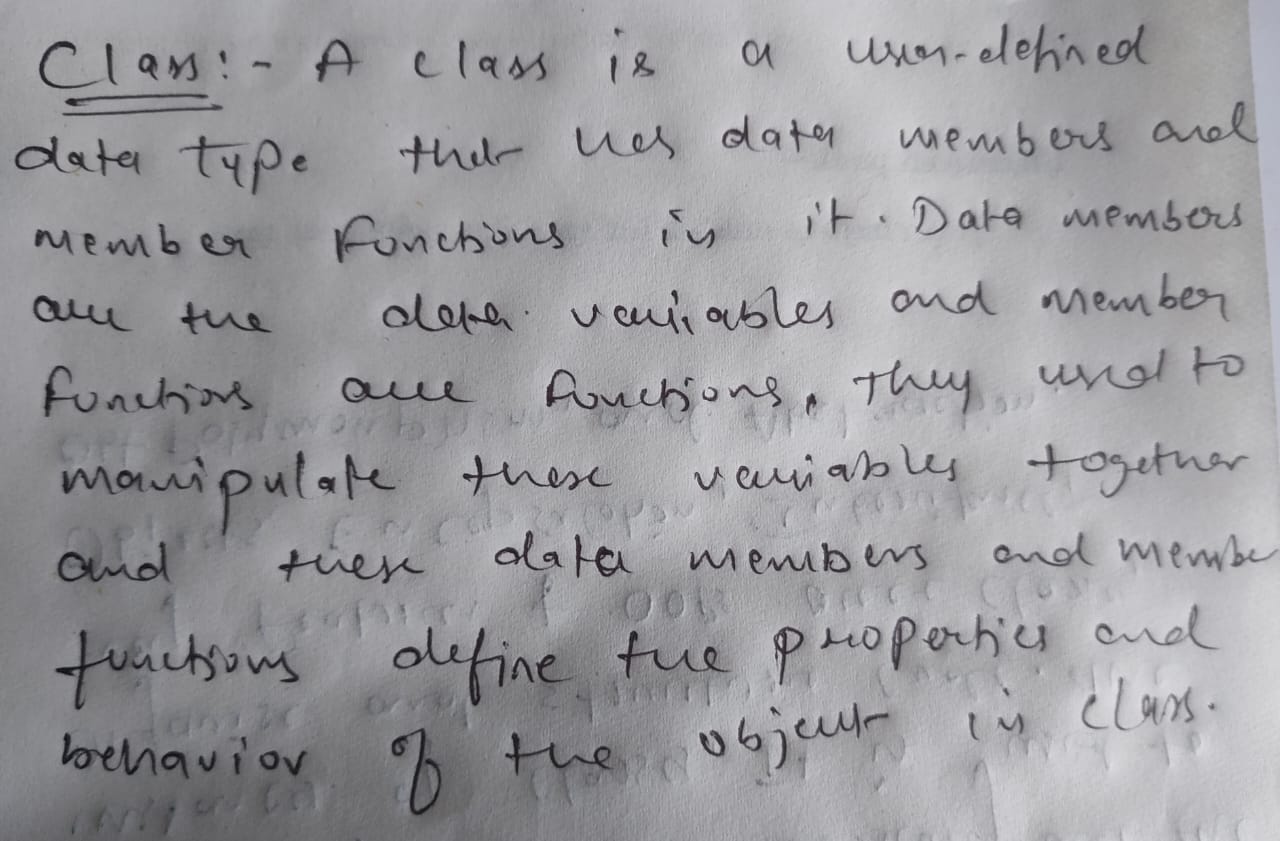 Class:- A class is a user-defined
data type that has data members and
member functions in it. Data members
are the data variables and member
functions are functions, they used to
manipulate these variables together
and these data members and membe
functions define the properties and
behavior of the object in class.